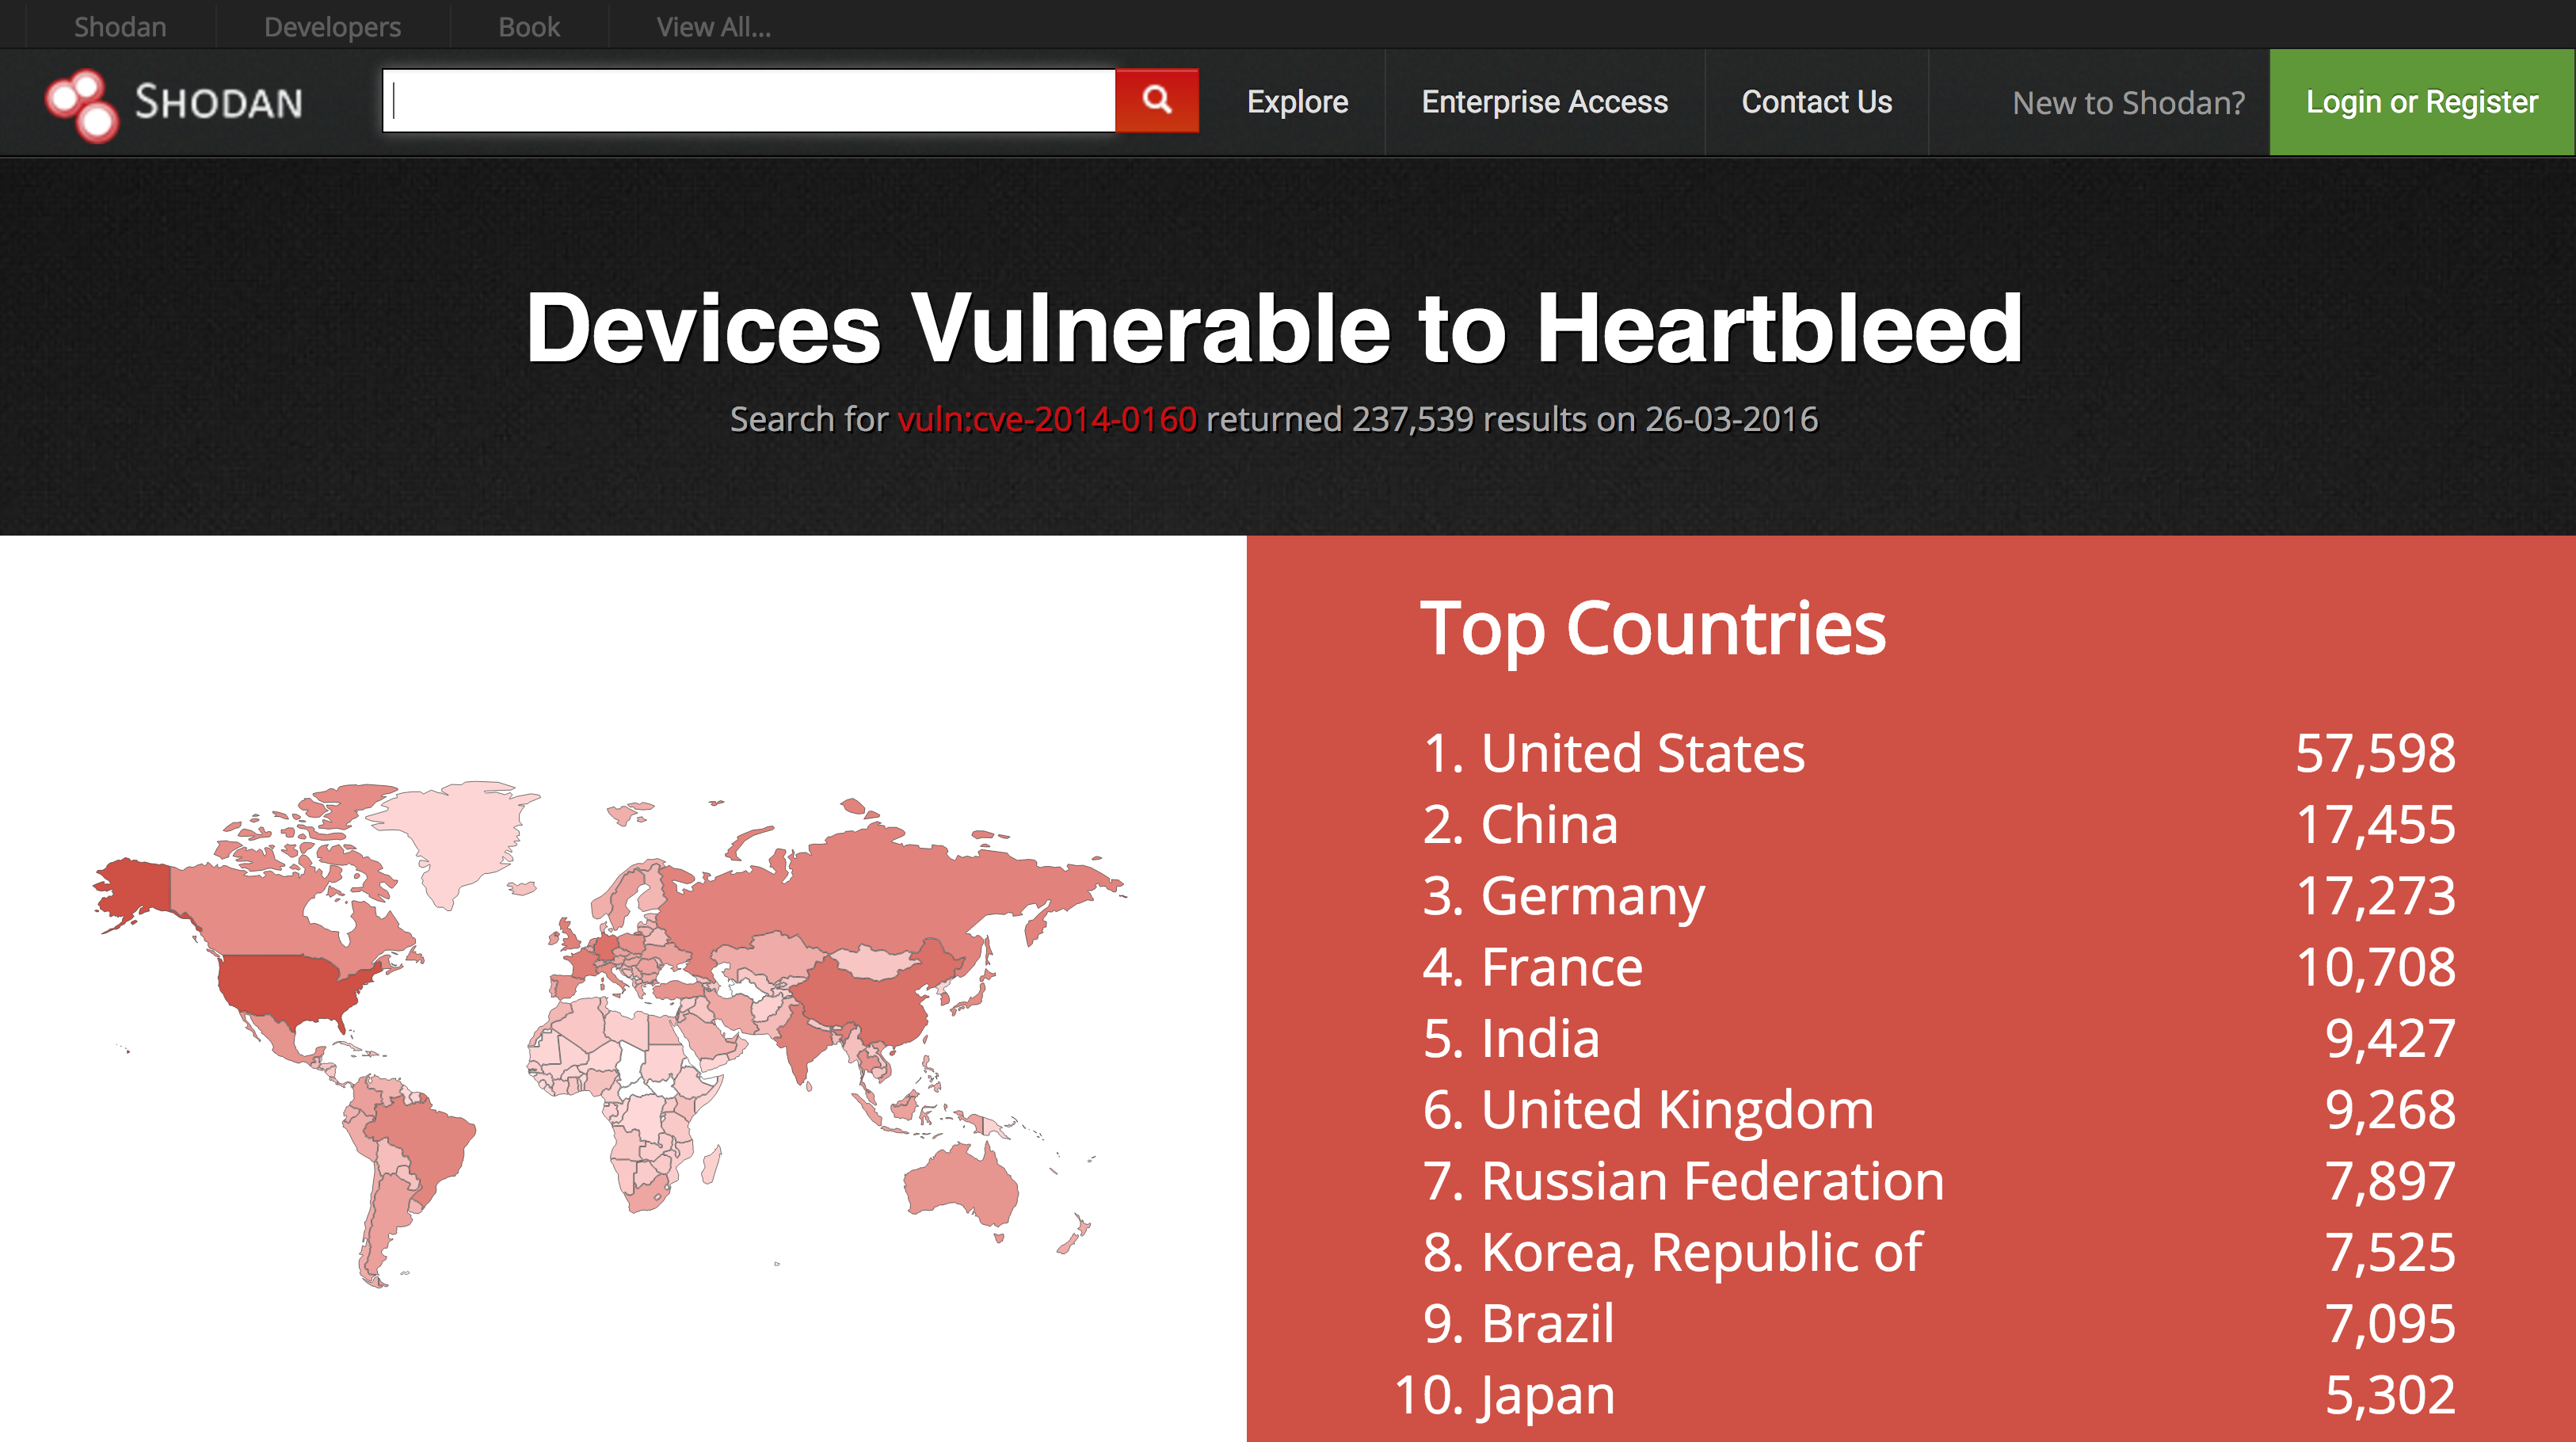 Shodan Developers Book View All...
SHODAN Explore Enterprise Access Contact Us New to Shodan? Login or Register
Devices Vulnerable to Heartbleed
Search for vuln:cve-2014-0160 returned 237,539 results on 26-03-2016
Top Countries
1. United States 57,598
2. China 17,455
3. Germany 17,273
4. France 10,708
5. India 9,427
6. United Kingdom 9,268
7. Russian Federation 7,897
8. Korea, Republic of 7,525
9. Brazil 7,095
10. Japan 5,302